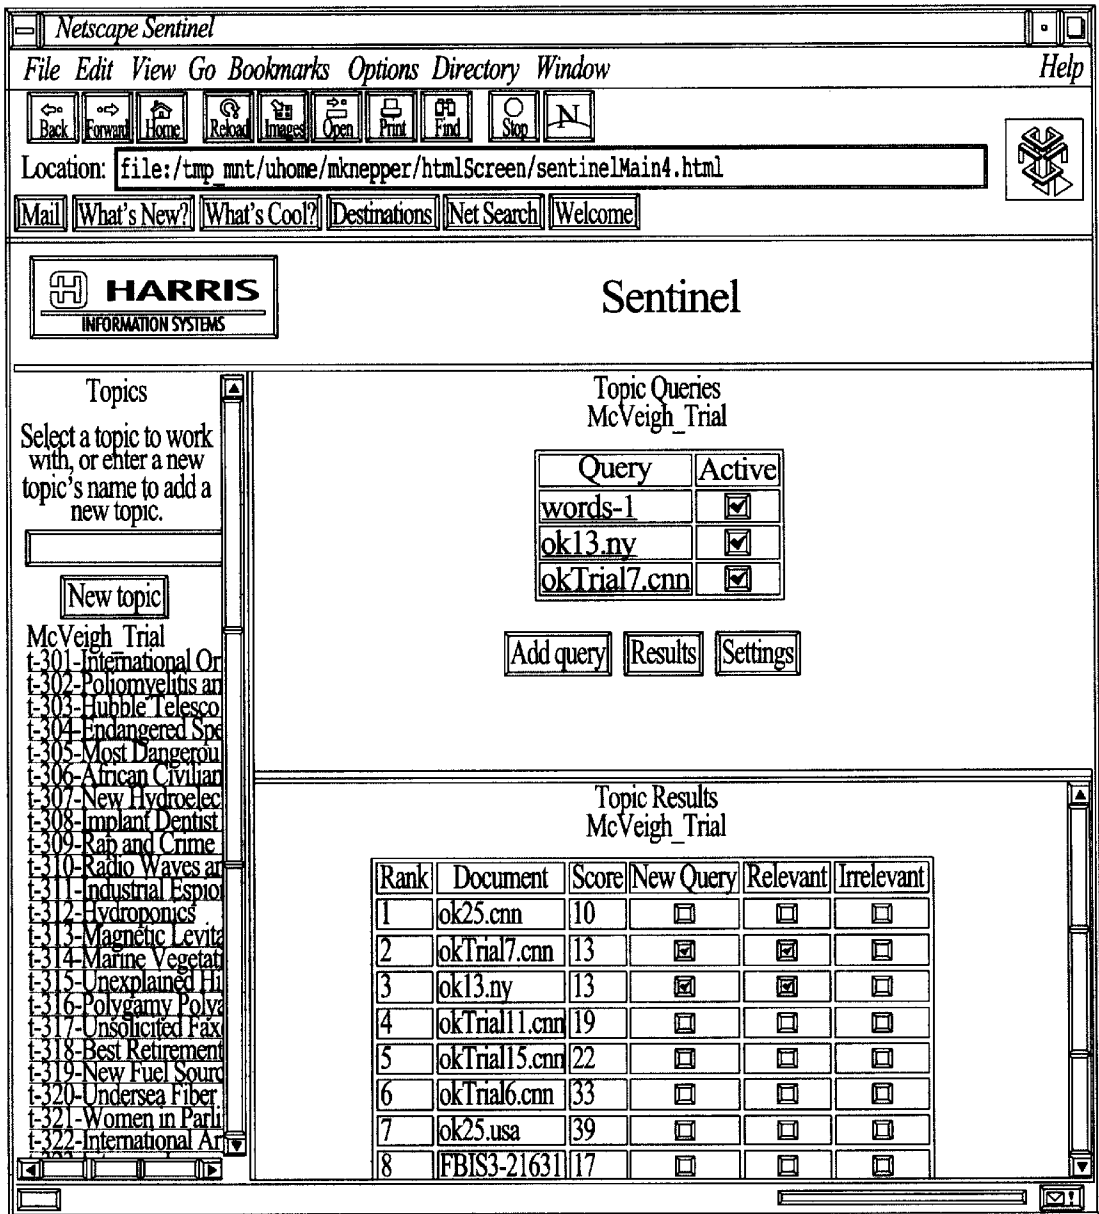 Netscape Sentinel
File Edit View Go Bookmarks Options Directory Window Help
Back Forward Home Reload Images Open Print Find Stop N
Location: file:/tmp_mnt/uhome/mknepper/htmlScreen/sentinelMain4.html
Mail What's New? What's Cool? Destinations Net Search Welcome
HARRIS
INFORMATION SYSTEMS
Sentinel
Topics
Select a topic to work
with, or enter a new
topic's name to add a
new topic.
New topic
McVeigh_Trial
t-301-International Or
t-302-Poliomyelitis an
t-303-Hubble Telesco
t-304-Endangered Spe
t-305-Most Dangerou
t-306-African Civilian
t-307-New Hydroelec
t-308-Implant Dentist
t-309-Rap and Crime
t-310-Radio Waves an
t-311-Industrial Espion
t-312-Hydroponics
t-313-Magnetic Levita
t-314-Marine Vegetati
t-315-Unexplained Hi
t-316-Polygamy Polya
t-317-Unsolicited Fax
t-318-Best Retirement
t-319-New Fuel Sourc
t-320-Undersea Fiber
t-321-Women in Parli
t-322-International Ar
Topic Queries
McVeigh_Trial
Query Active
words-1
ok13.ny
okTrial7.cnn
Add query Results Settings
Topic Results
McVeigh_Trial
Rank Document Score New Query Relevant Irrelevant
1 ok25.cnn 10
2 okTrial7.cnn 13
3 ok13.ny 13
4 okTrial11.cnn 19
5 okTrial15.cnn 22
6 okTrial6.cnn 33
7 ok25.usa 39
8 FBIS3-21631 17